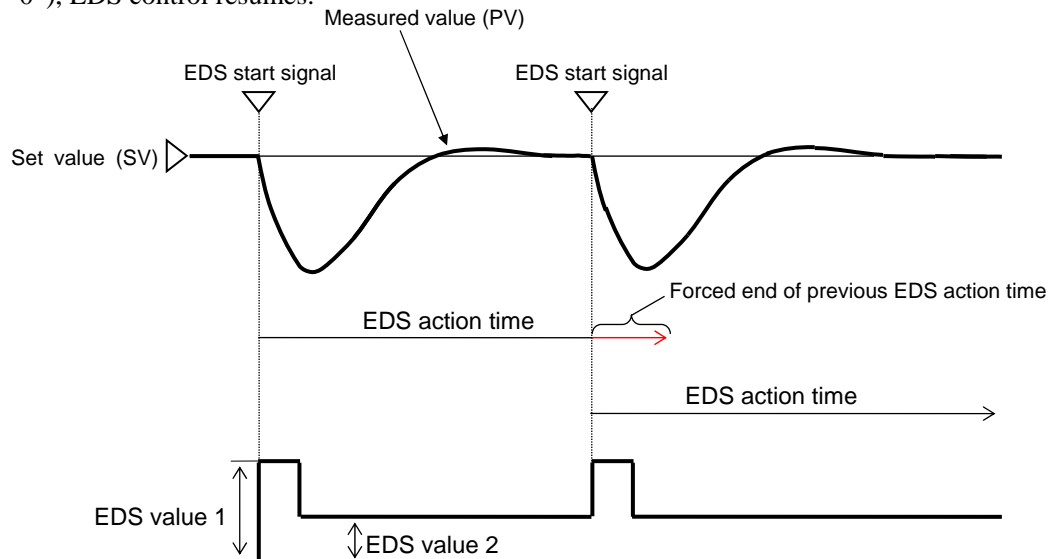 0"), EDS control resumes.
Measured value (PV)
EDS start signal
EDS start signal
Set value (SV)
Forced end of previous EDS action time
EDS action time
EDS action time
EDS value 1
EDS value 2